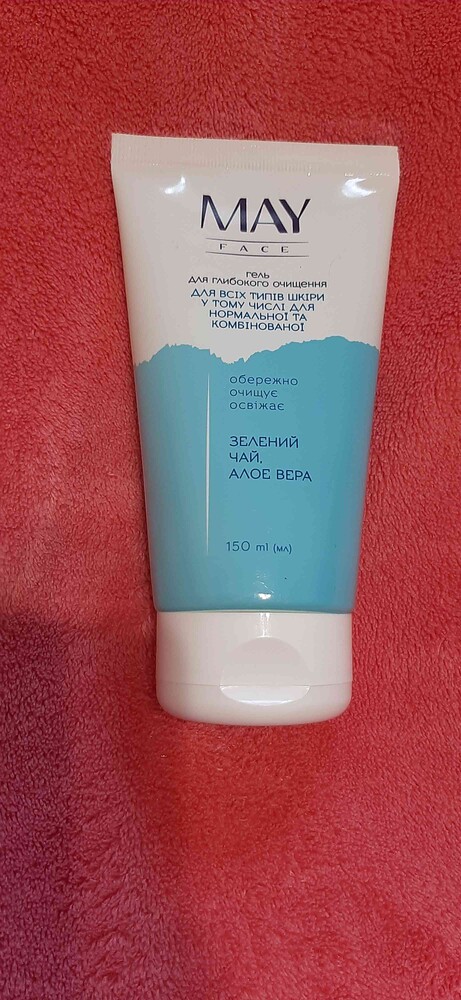 MAY
FACE
ГЕЛЬ
ДЛЯ ГЛИБОКОГО ОЧИЩЕННЯ
ДЛЯ ВСІХ ТИПІВ ШКІРИ
У ТОМУ ЧИСЛІ ДЛЯ
НОРМАЛЬНОЇ ТА
КОМБІНОВАНОЇ
обережно
очищує
освіжає
ЗЕЛЕНИЙ
ЧАЙ,
АЛОЕ ВЕРА
150 ml (мл)